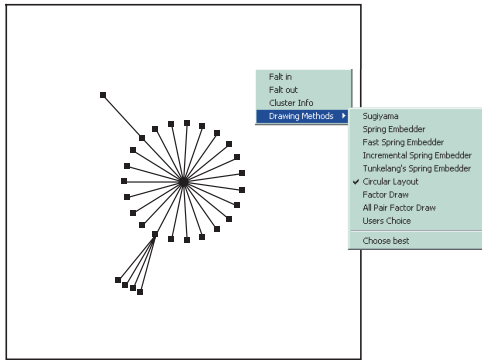 Falt in
Falt out
Cluster Info
Drawing Methods
Sugiyama
Spring Embedder
Fast Spring Embedder
Incremental Spring Embedder
Tunkelang's Spring Embedder
Circular Layout
Factor Draw
All Pair Factor Draw
Users Choice
Choose best